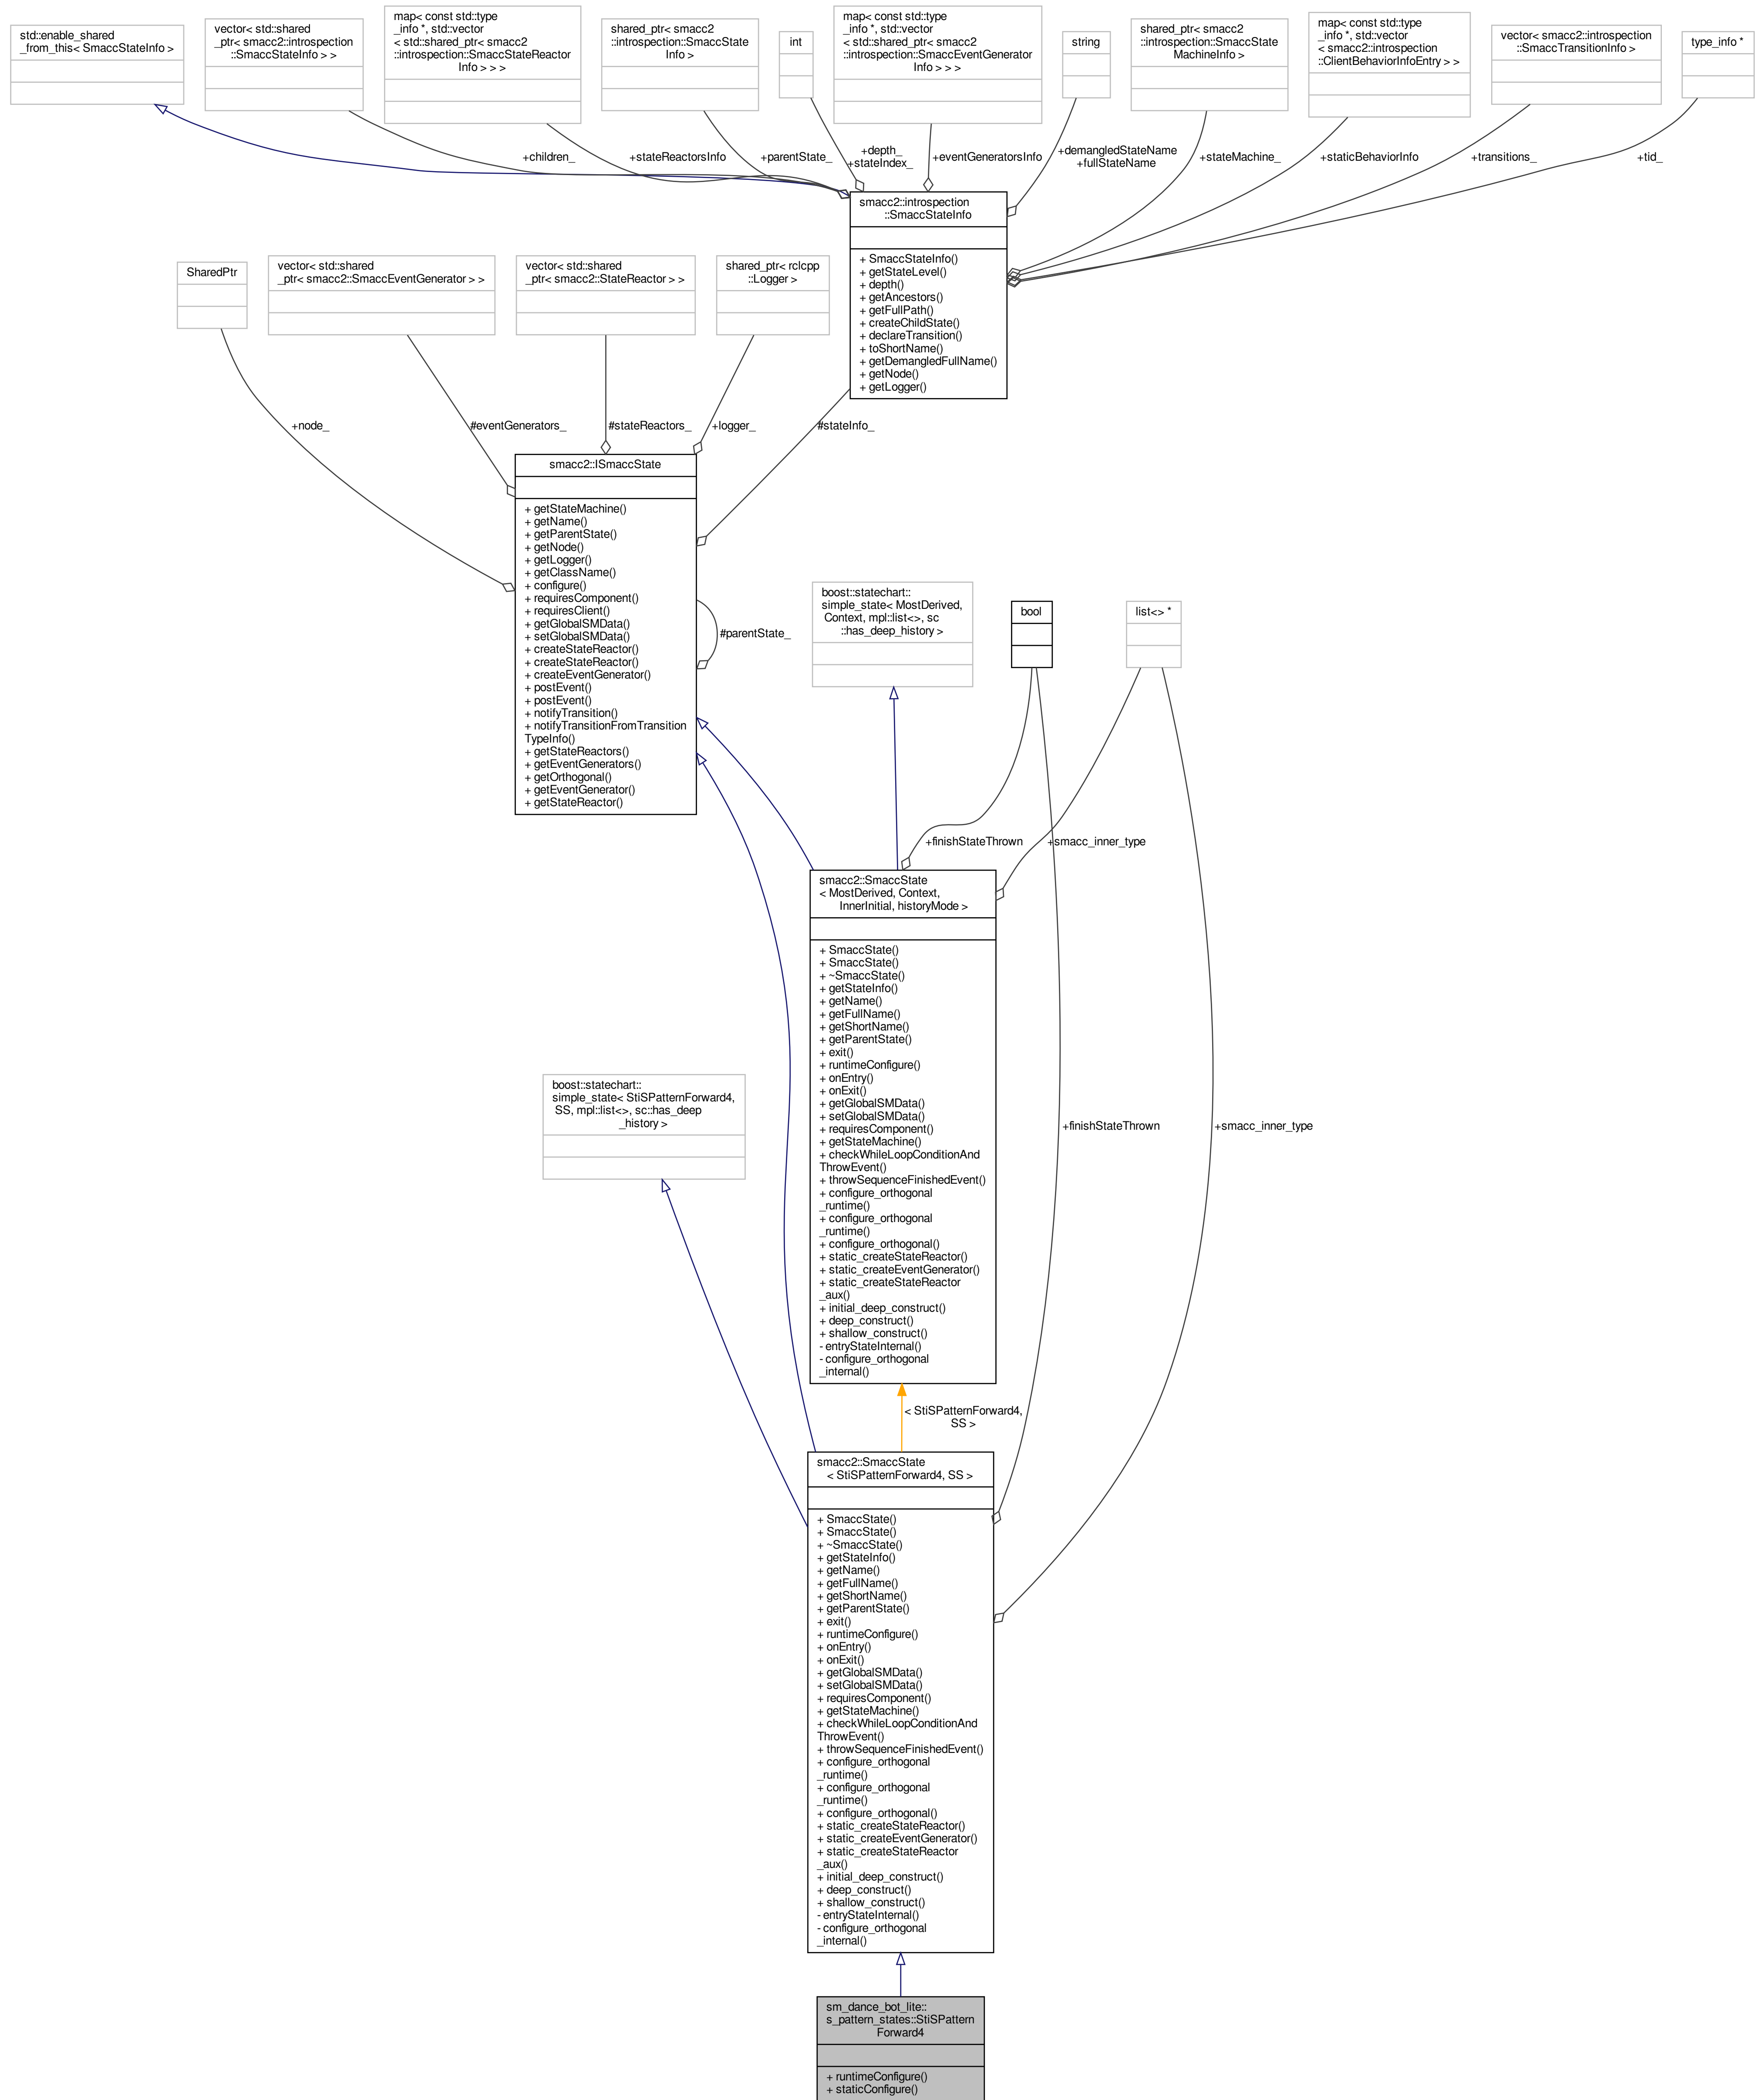 std::enable_shared
_from_this< SmaccStateInfo >
vector< std::shared
_ptr< smacc2::introspection
::SmaccStateInfo > >
map< const std::type
_info *, std::vector
< std::shared_ptr< smacc2
::introspection::SmaccStateReactor
Info > > >
shared_ptr< smacc2
::introspection::SmaccState
Info >
int
map< const std::type
_info *, std::vector
< std::shared_ptr< smacc2
::introspection::SmaccEventGenerator
Info > > >
string
shared_ptr< smacc2
::introspection::SmaccState
MachineInfo >
map< const std::type
_info *, std::vector
< smacc2::introspection
::ClientBehaviorInfoEntry > >
vector< smacc2::introspection
::SmaccTransitionInfo >
type_info *
+children_
+stateReactorsInfo
+parentState_
+depth_
+stateIndex_
+eventGeneratorsInfo
+demangledStateName
+fullStateName
+stateMachine_
+staticBehaviorInfo
+transitions_
+tid_
smacc2::introspection
::SmaccStateInfo
+ SmaccStateInfo()
+ getStateLevel()
+ depth()
+ getAncestors()
+ getFullPath()
+ createChildState()
+ declareTransition()
+ toShortName()
+ getDemangledFullName()
+ getNode()
+ getLogger()
SharedPtr
vector< std::shared
_ptr< smacc2::SmaccEventGenerator > >
vector< std::shared
_ptr< smacc2::StateReactor > >
shared_ptr< rclcpp
::Logger >
+node_
#eventGenerators_
#stateReactors_
+logger_
#stateInfo_
smacc2::ISmaccState
+ getStateMachine()
+ getName()
+ getParentState()
+ getNode()
+ getLogger()
+ getClassName()
+ configure()
+ requiresComponent()
+ requiresClient()
+ getGlobalSMData()
+ setGlobalSMData()
+ createStateReactor()
+ createStateReactor()
+ createEventGenerator()
+ postEvent()
+ postEvent()
+ notifyTransition()
+ notifyTransitionFromTransition
TypeInfo()
+ getStateReactors()
+ getEventGenerators()
+ getOrthogonal()
+ getEventGenerator()
+ getStateReactor()
#parentState_
boost::statechart::
simple_state< MostDerived,
Context, mpl::list<>, sc
::has_deep_history >
bool
list<> *
+finishStateThrown
+smacc_inner_type
smacc2::SmaccState
< MostDerived, Context,
InnerInitial, historyMode >
+ SmaccState()
+ SmaccState()
+ ~SmaccState()
+ getStateInfo()
+ getName()
+ getFullName()
+ getShortName()
+ getParentState()
+ exit()
+ runtimeConfigure()
+ onEntry()
+ onExit()
+ getGlobalSMData()
+ setGlobalSMData()
+ requiresComponent()
+ getStateMachine()
+ checkWhileLoopConditionAnd
ThrowEvent()
+ throwSequenceFinishedEvent()
+ configure_orthogonal
_runtime()
+ configure_orthogonal
_runtime()
+ configure_orthogonal()
+ static_createStateReactor()
+ static_createEventGenerator()
+ static_createStateReactor
_aux()
+ initial_deep_construct()
+ deep_construct()
+ shallow_construct()
- entryStateInternal()
- configure_orthogonal
_internal()
boost::statechart::
simple_state< StiSPatternForward4,
SS, mpl::list<>, sc::has_deep
_history >
+finishStateThrown
+smacc_inner_type
< StiSPatternForward4,
SS >
smacc2::SmaccState
< StiSPatternForward4, SS >
+ SmaccState()
+ SmaccState()
+ ~SmaccState()
+ getStateInfo()
+ getName()
+ getFullName()
+ getShortName()
+ getParentState()
+ exit()
+ runtimeConfigure()
+ onEntry()
+ onExit()
+ getGlobalSMData()
+ setGlobalSMData()
+ requiresComponent()
+ getStateMachine()
+ checkWhileLoopConditionAnd
ThrowEvent()
+ throwSequenceFinishedEvent()
+ configure_orthogonal
_runtime()
+ configure_orthogonal
_runtime()
+ configure_orthogonal()
+ static_createStateReactor()
+ static_createEventGenerator()
+ static_createStateReactor
_aux()
+ initial_deep_construct()
+ deep_construct()
+ shallow_construct()
- entryStateInternal()
- configure_orthogonal
_internal()
sm_dance_bot_lite::
s_pattern_states::StiSPattern
Forward4
+ runtimeConfigure()
+ staticConfigure()